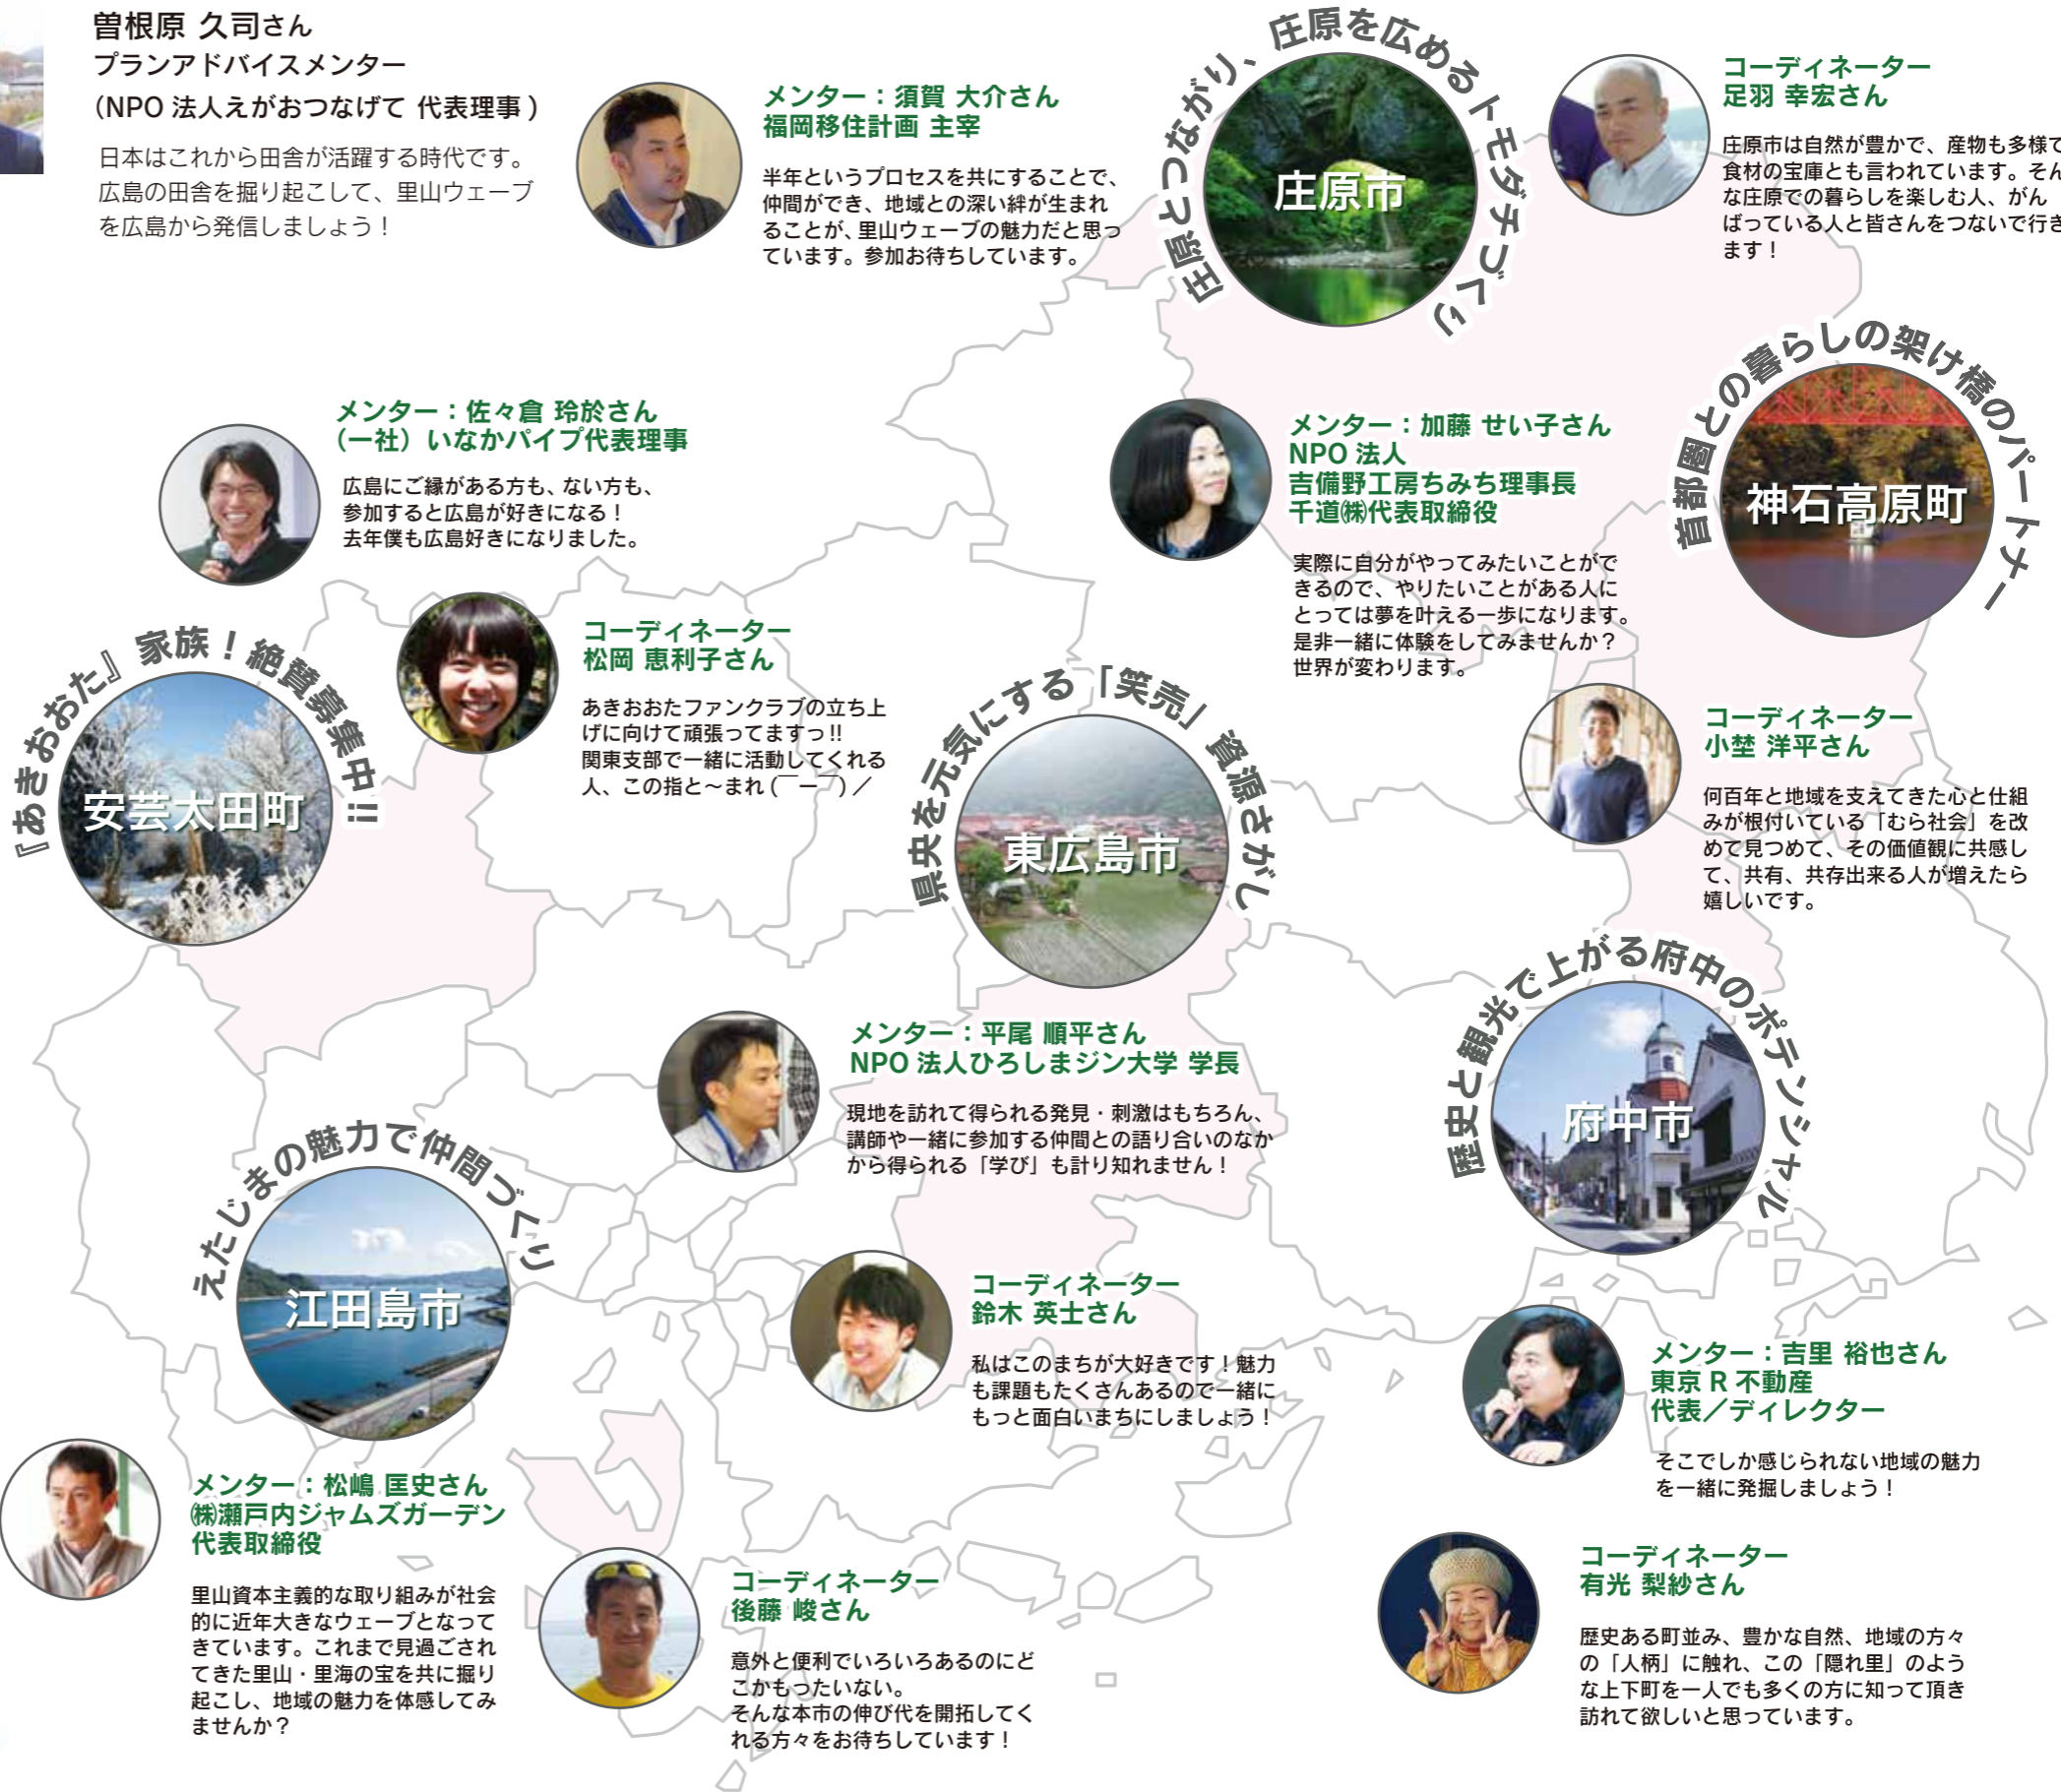 曽根原 久司さん
プランアドバイスメンター
(NPO 法人えがおつなげて 代表理事 )
日本はこれから田舎が活躍する時代です。
広島の田舎を掘り起こして、里山ウェーブ
を広島から発信しましょう！
メンター：須賀 大介さん
福岡移住計画 主宰
半年というプロセスを共にすることで、
仲間ができ、地域との深い絆が生まれ
ることが、里山ウェーブの魅力だと思っ
ています。参加お待ちしています。
庄原とつながり、庄原を広めるトモダチづくり
庄原市
コーディネーター
足羽 幸宏さん
庄原市は自然が豊かで、産物も多様で
食材の宝庫とも言われています。そん
な庄原での暮らしを楽しむ人、がん
ばっている人と皆さんをつないで行き
ます！
首都圏との暮らしの架け橋のパートナー
神石高原町
メンター：加藤 せい子さん
NPO 法人
吉備野工房ちみち理事長
千道㈱代表取締役
実際に自分がやってみたいことがで
きるので、やりたいことがある人に
とっては夢を叶える一歩になります。
是非一緒に体験をしてみませんか？
世界が変わります。
コーディネーター
小埜 洋平さん
何百年と地域を支えてきた心と仕組
みが根付いている「むら社会」を改
めて見つめて、その価値観に共感し
て、共有、共存出来る人が増えたら
嬉しいです。
メンター：佐々倉 玲於さん
（一社）いなかパイプ代表理事
広島にご縁がある方も、ない方も、
参加すると広島が好きになる！
去年僕も広島好きになりました。
『あきおおた』家族！絶賛募集中!!
安芸太田町
コーディネーター
松岡 恵利子さん
あきおおたファンクラブの立ち上
げに向けて頑張ってますっ!!
関東支部で一緒に活動してくれる
人、この指と～まれ (￣ー￣) ／
県央を元気にする「笑売」資源さがし
東広島市
メンター：平尾 順平さん
NPO 法人ひろしまジン大学 学長
現地を訪れて得られる発見・刺激はもちろん、
講師や一緒に参加する仲間との語り合いのなか
から得られる「学び」も計り知れません！
コーディネーター
鈴木 英士さん
私はこのまちが大好きです！魅力
も課題もたくさんあるので一緒に
もっと面白いまちにしましょう！
歴史と観光で上がる府中のポテンシャル
府中市
メンター：吉里 裕也さん
東京 R 不動産
代表／ディレクター
そこでしか感じられない地域の魅力
を一緒に発掘しましょう！
コーディネーター
有光 梨紗さん
歴史ある町並み、豊かな自然、地域の方々
の「人柄」に触れ、この「隠れ里」のよう
な上下町を一人でも多くの方に知って頂き
訪れて欲しいと思っています。
えたじまの魅力で仲間づくり
江田島市
メンター：松嶋 匡史さん
㈱瀬戸内ジャムズガーデン
代表取締役
里山資本主義的な取り組みが社会
的に近年大きなウェーブとなって
きています。これまで見過ごされ
てきた里山・里海の宝を共に掘り
起こし、地域の魅力を体感してみ
ませんか？
コーディネーター
後藤 峻さん
意外と便利でいろいろあるのにど
こかもったいない。
そんな本市の伸び代を開拓してく
れる方々をお待ちしています！